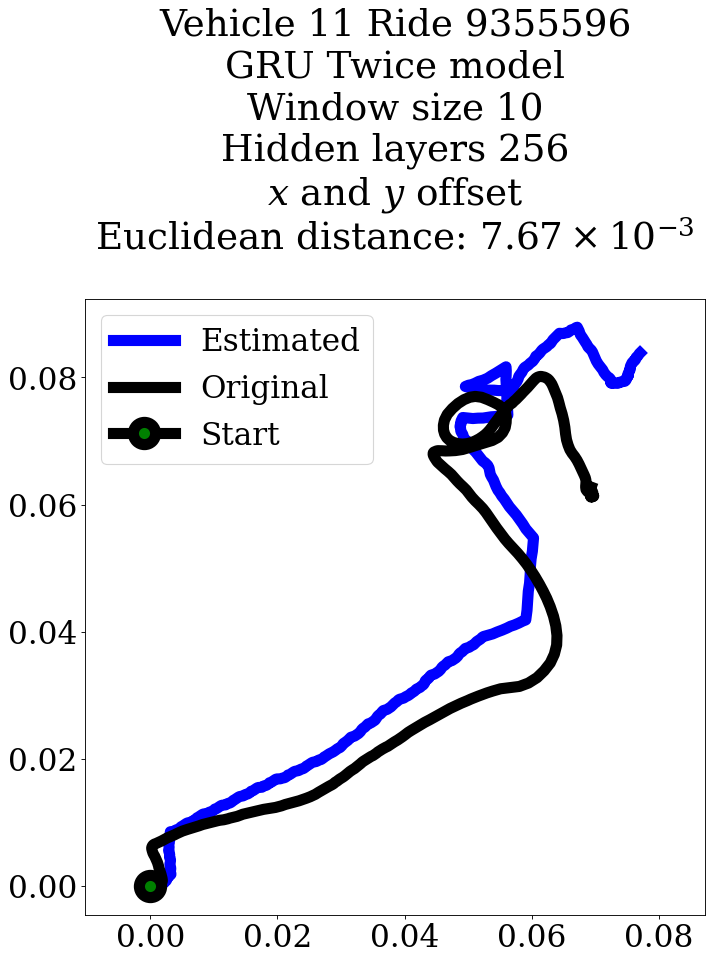 Vehicle 11 Ride 9355596
GRU Twice model
Window size 10
Hidden layers 256
x and y offset
Euclidean distance: 7.67 × 10⁻³
Estimated
Original
Start
0.08
0.06
0.04
0.02
0.00
0.00 0.02 0.04 0.06 0.08